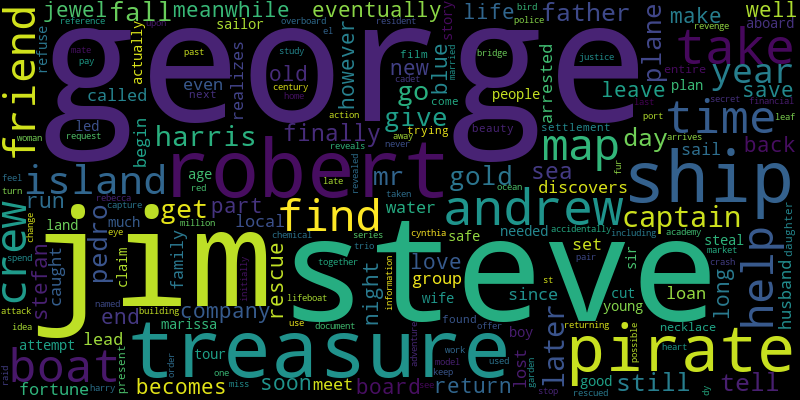 jewel fall meanwhile eventually life father make well
reference overboard el story bird police resident
refuse sailor aboard
friend george take
mate actually realizes past study film bridge cadet justice revenge
pay old however new blue plane entire
called even next century go people arrested year
led home action come leave plan save
woman request begin harris finally give trying beauty settlement time secret financial last leaf
reveals away never map day port arrives
feel island age robert mr gold sea sail back
turn rebecca red late revealed taken ocean discovers fur ship
run capture part water andrew captain
land much get find local needed accidentally including academy daughter
crew pedro million chemical series cynthia safe set steal help
change eye jim trio steve sir market crash husband
spend stefan caught claim family rescue together love group since st pair long
attack named building night information wife cut young loan
idea end company lifeboat initially use document found boy later returning necklace
marissa offer possible heart
attempt lead treasure pirate
raid boat present order tour adventure work model used lost garden good still tell
fortune harry becomes one miss soon meet board see keep return stop rescued dy